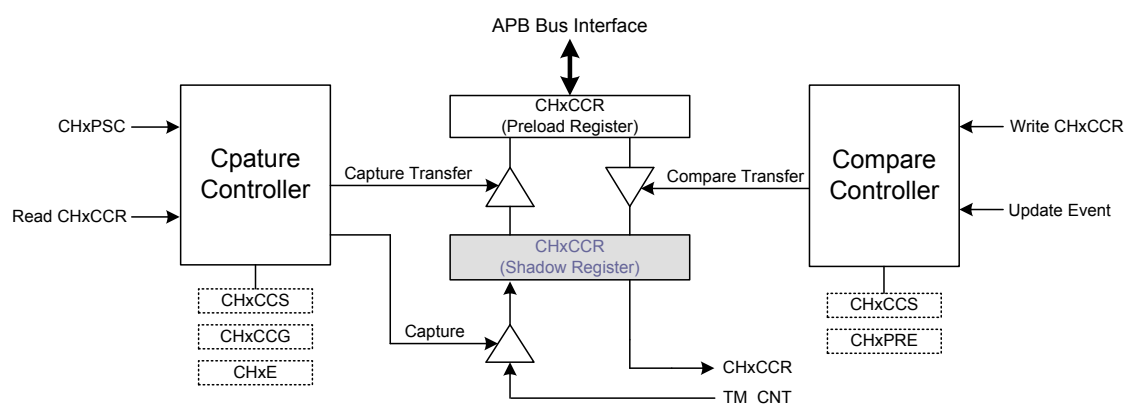 APB Bus Interface
CHxCCR
(Preload Register)
CHxPSC
Read CHxCCR
Cpature
Controller
Capture Transfer
Compare Transfer
Compare
Controller
Write CHxCCR
Update Event
CHxCCR
(Shadow Register)
CHxCCS
CHxCCG
CHxE
Capture
CHxCCS
CHxPRE
CHxCCR
TM_CNT